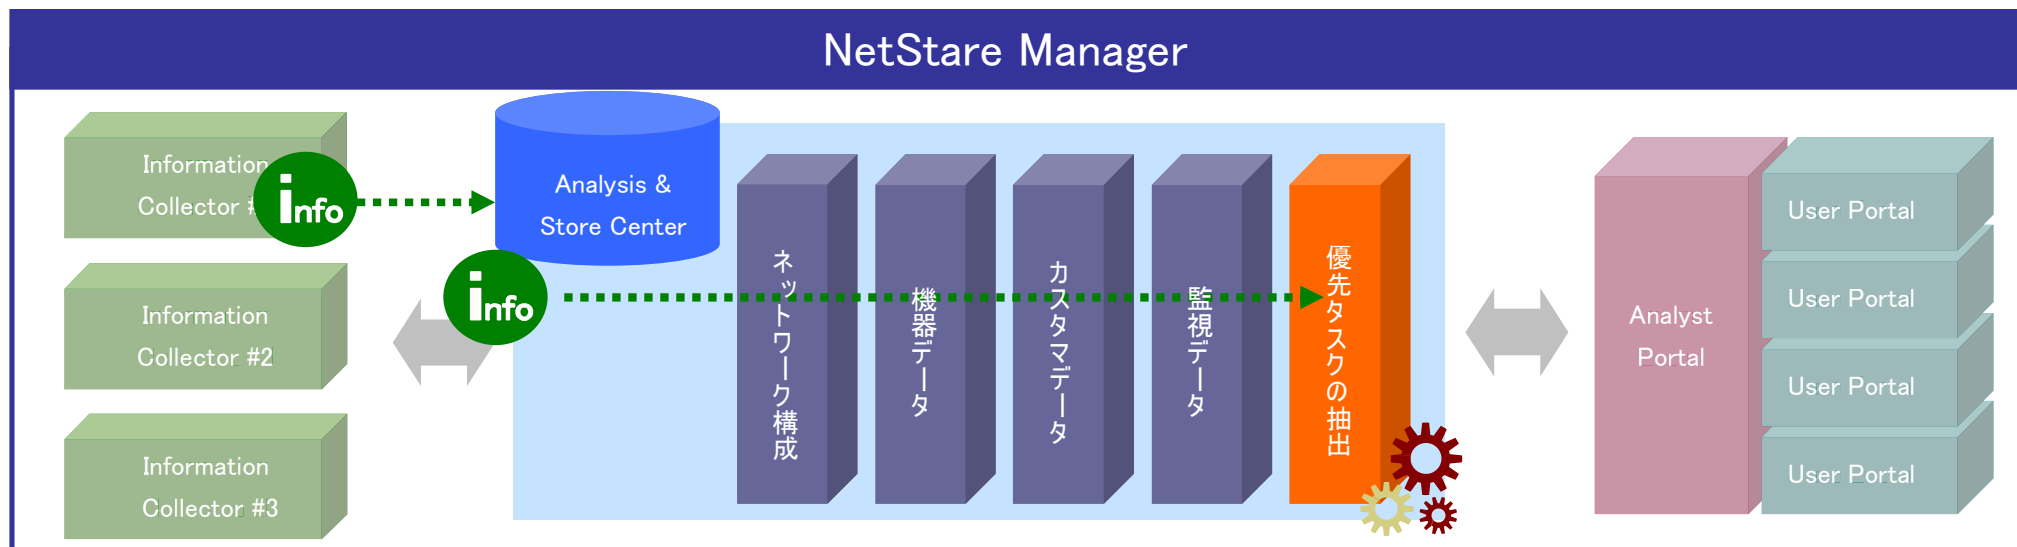 NetStare Manager
Information
Collector #
info
Information
Collector #2
Information
Collector #3
Analysis &
Store Center
info
ネットワーク構成
機器データ
カスタマデータ
監視データ
優先タスクの抽出
Analyst
Portal
User Portal
User Portal
User Portal
User Portal